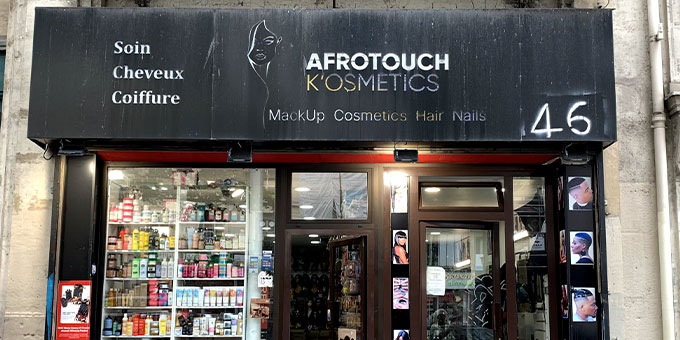 Soin
Cheveux
Coiffure
AFROTOUCH
K'OSMETICS
MackUp Cosmetics Hair Nails
46